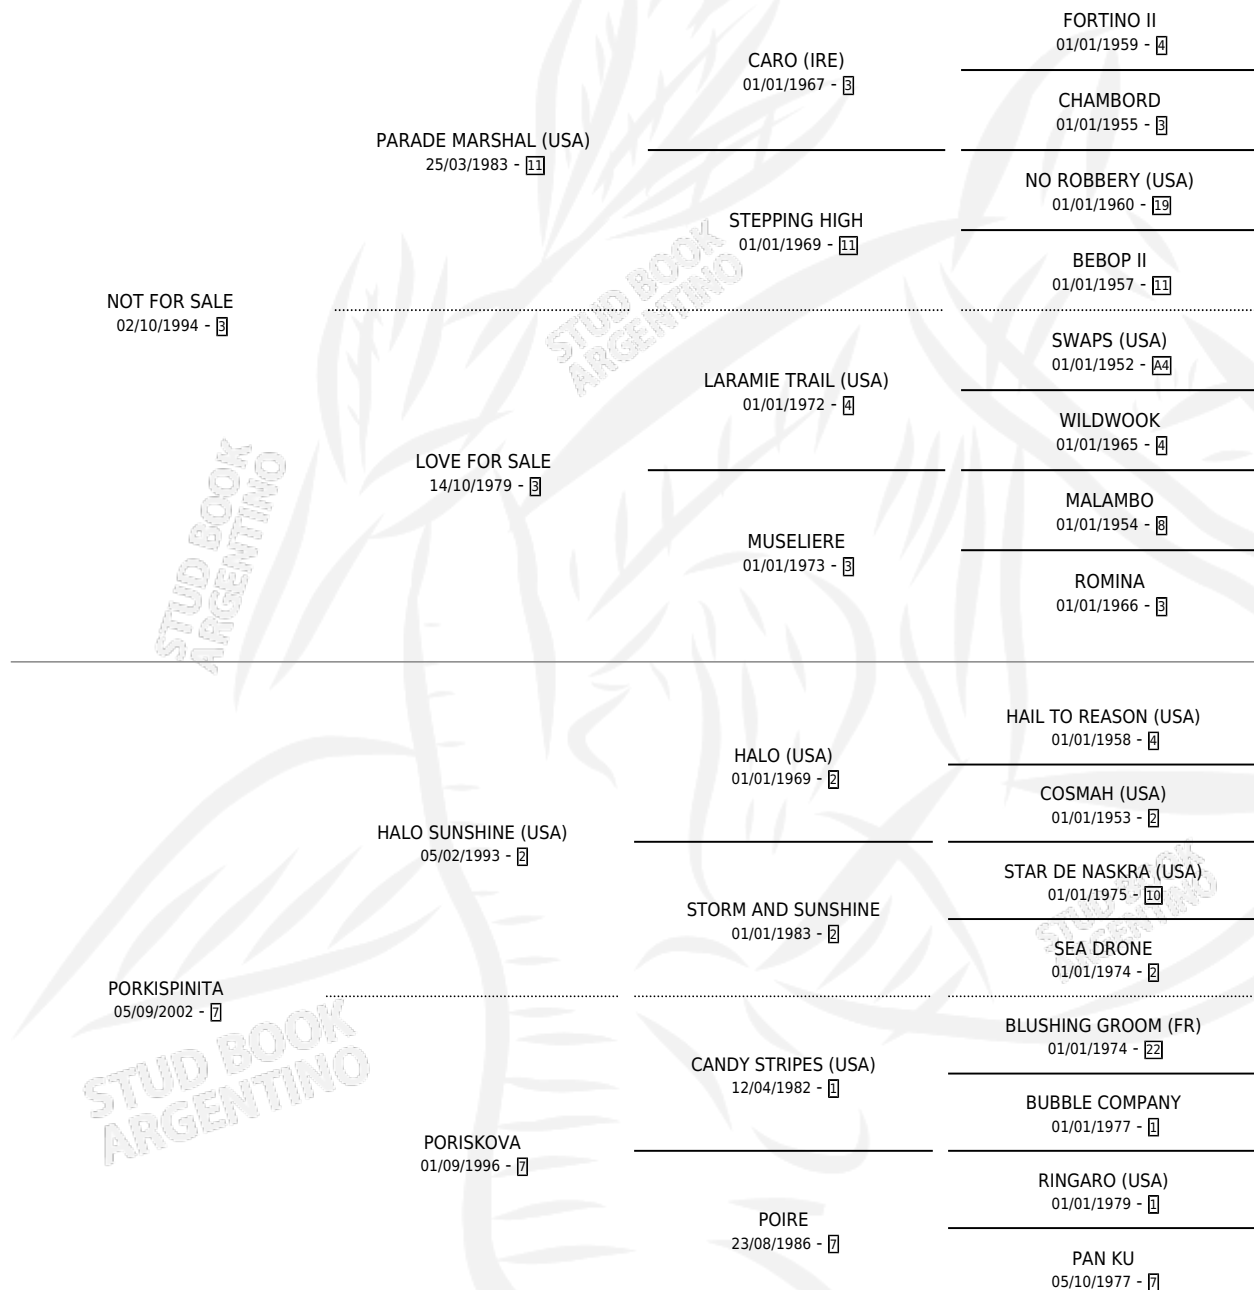 FORTINO II
01/01/1959 - 4
CARO (IRE)
01/01/1967 - 3
CHAMBORD
01/01/1955 - 3
PARADE MARSHAL (USA)
25/03/1983 - 11
NO ROBBERY (USA)
01/01/1960 - 19
STEPPING HIGH
01/01/1969 - 11
BEBOP II
01/01/1957 - 11
NOT FOR SALE
02/10/1994 - 3
SWAPS (USA)
01/01/1952 - A4
LARAMIE TRAIL (USA)
01/01/1972 - 4
WILDWOOK
01/01/1965 - 4
LOVE FOR SALE
14/10/1979 - 3
MALAMBO
01/01/1954 - 8
MUSELIERE
01/01/1973 - 3
ROMINA
01/01/1966 - 3
STUD BOOK
ARGENTINO
STUD BOOK
ARGENTINO
HAIL TO REASON (USA)
01/01/1958 - 4
HALO (USA)
01/01/1969 - 2
COSMAH (USA)
01/01/1953 - 2
HALO SUNSHINE (USA)
05/02/1993 - 2
STAR DE NASKRA (USA)
01/01/1975 - 10
STORM AND SUNSHINE
01/01/1983 - 2
SEA DRONE
01/01/1974 - 2
PORKISPINITA
05/09/2002 - 7
BLUSHING GROOM (FR)
01/01/1974 - 22
CANDY STRIPES (USA)
12/04/1982 - 1
BUBBLE COMPANY
01/01/1977 - 1
PORISKOVA
01/09/1996 - 7
RINGARO (USA)
01/01/1979 - 1
POIRE
23/08/1986 - 7
PAN KU
05/10/1977 - 7
STUD BOOK
ARGENTINO
STUD BOOK
ARGENTINO